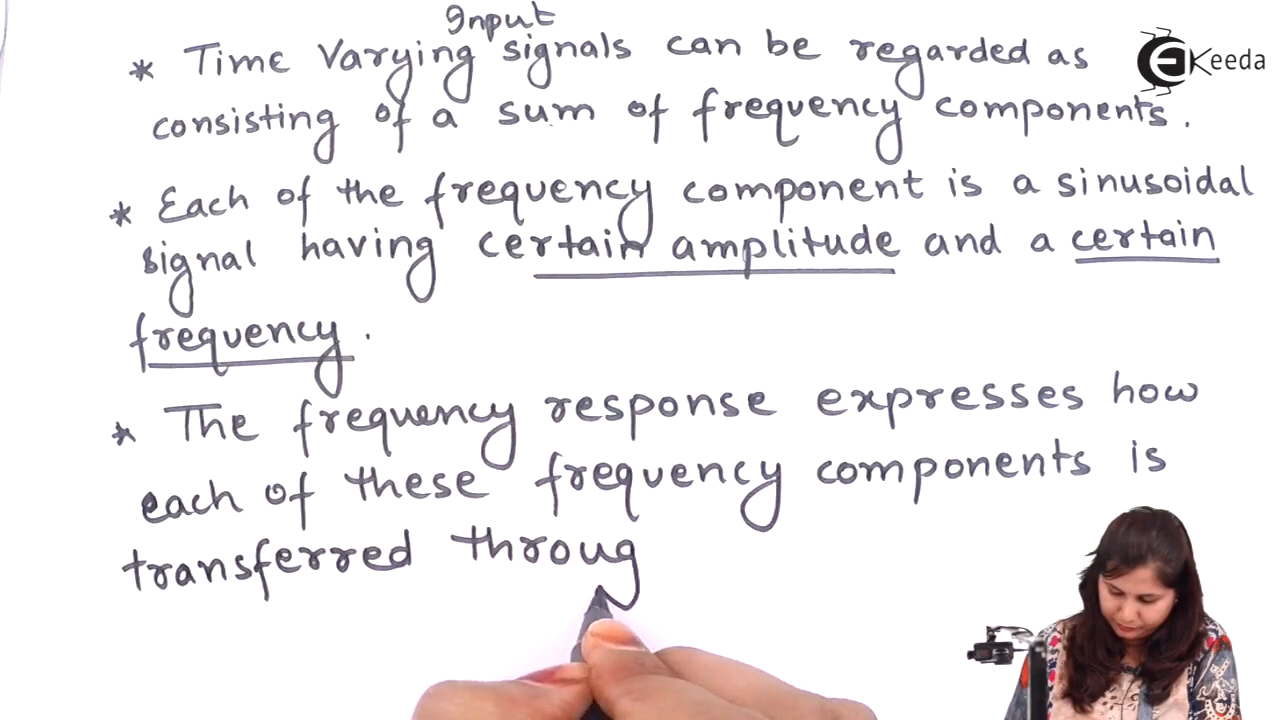 Input
* Time Varying signals can be regarded as
consisting of a sum of frequency components.
* Each of the frequency component is a sinusoidal
signal having certain amplitude and a certain
frequency.
* The frequency response expresses how
each of these frequency components is
transferred throug
EKeeda